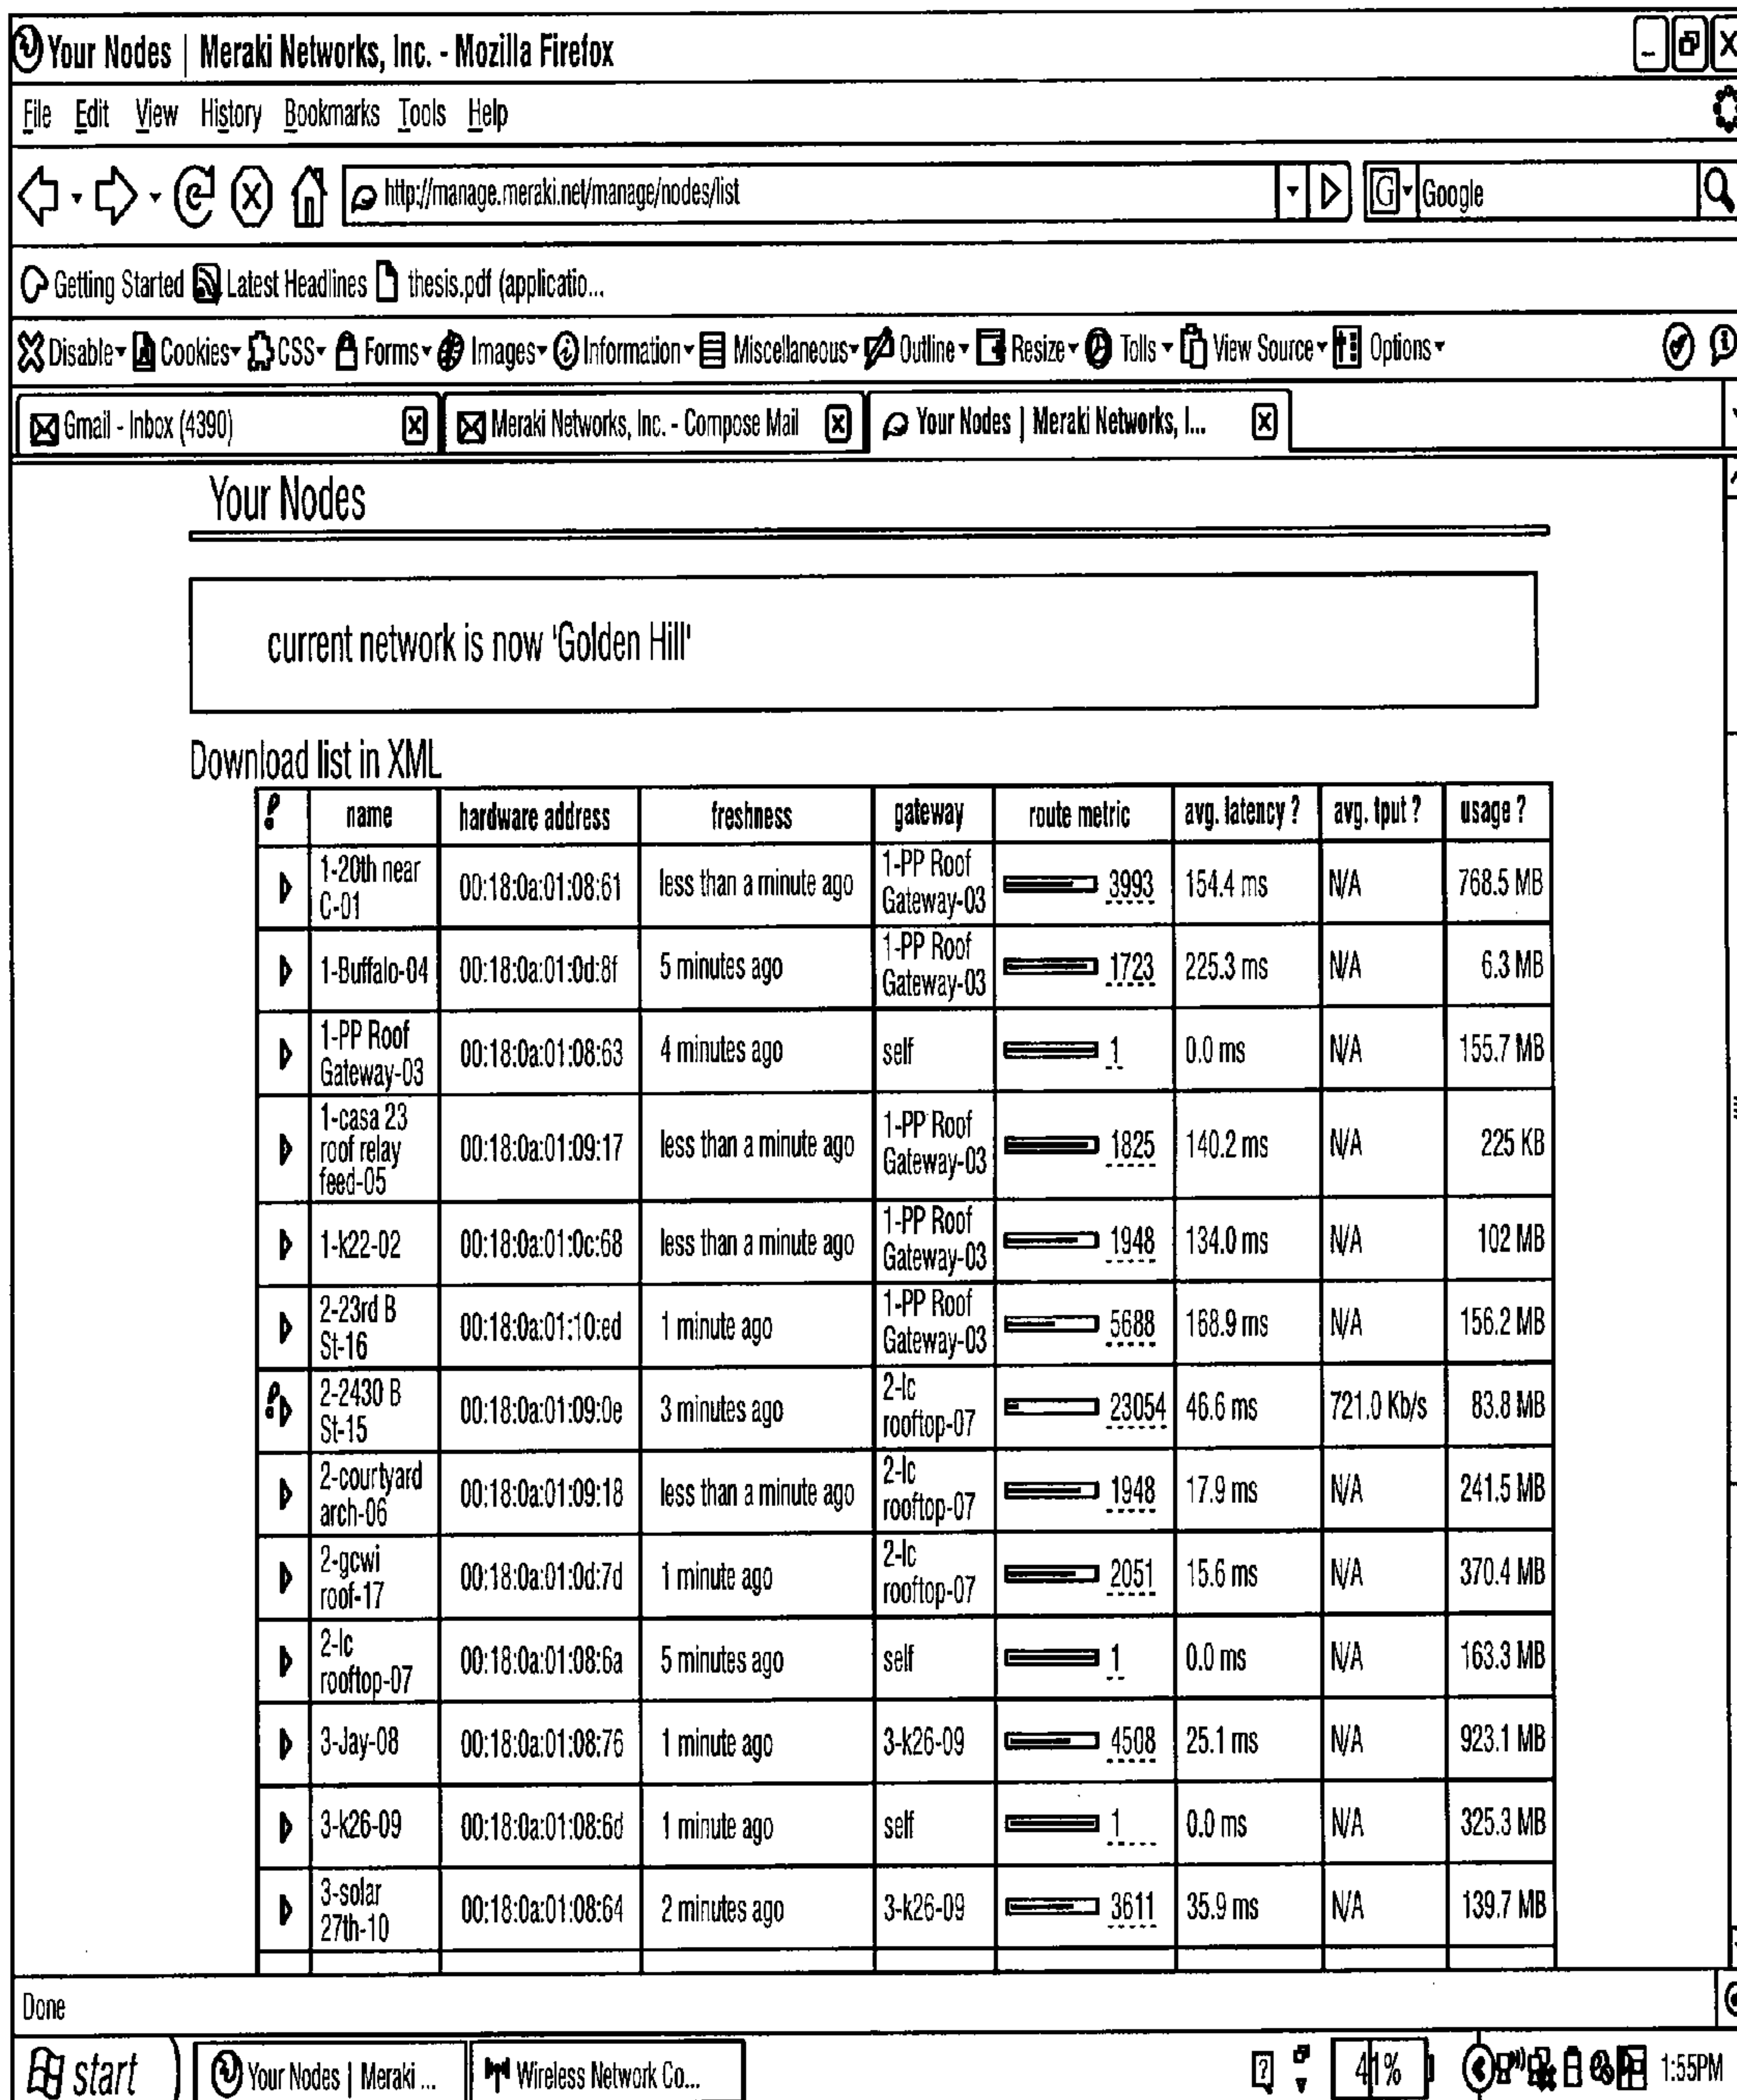 Your Nodes | Meraki Networks, Inc. - Mozilla Firefox
File Edit View History Bookmarks Tools Help
http://manage.meraki.net/manage/nodes/list G Google
Getting Started Latest Headlines thesis.pdf (applicatio...
Disable Cookies CSS Forms Images Information Miscellaneous Outline Resize Tolls View Source Options
Gmail - Inbox (4390) Meraki Networks, Inc. - Compose Mail Your Nodes | Meraki Networks, I...
Your Nodes
current network is now 'Golden Hill'
Download list in XML
name hardware address freshness gateway route metric avg. latency ? avg. tput ? usage ?
1-20th near C-01 00:18:0a:01:08:61 less than a minute ago 1-PP Roof Gateway-03 3993 154.4 ms N/A 768.5 MB
1-Buffalo-04 00:18:0a:01:0d:8f 5 minutes ago 1-PP Roof Gateway-03 1723 225.3 ms N/A 6.3 MB
1-PP Roof Gateway-03 00:18:0a:01:08:63 4 minutes ago self 1 0.0 ms N/A 155.7 MB
1-casa 23 roof relay feed-05 00:18:0a:01:09:17 less than a minute ago 1-PP Roof Gateway-03 1825 140.2 ms N/A 225 KB
1-k22-02 00:18:0a:01:0c:68 less than a minute ago 1-PP Roof Gateway-03 1948 134.0 ms N/A 102 MB
2-23rd B St-16 00:18:0a:01:10:ed 1 minute ago 1-PP Roof Gateway-03 5688 168.9 ms N/A 156.2 MB
2-2430 B St-15 00:18:0a:01:09:0e 3 minutes ago 2-lc rooftop-07 23054 46.6 ms 721.0 Kb/s 83.8 MB
2-courtyard arch-06 00:18:0a:01:09:18 less than a minute ago 2-lc rooftop-07 1948 17.9 ms N/A 241.5 MB
2-gcwi roof-17 00:18:0a:01:0d:7d 1 minute ago 2-lc rooftop-07 2051 15.6 ms N/A 370.4 MB
2-lc rooftop-07 00:18:0a:01:08:6a 5 minutes ago self 1 0.0 ms N/A 163.3 MB
3-Jay-08 00:18:0a:01:08:76 1 minute ago 3-k26-09 4508 25.1 ms N/A 923.1 MB
3-k26-09 00:18:0a:01:08:6d 1 minute ago self 1 0.0 ms N/A 325.3 MB
3-solar 27th-10 00:18:0a:01:08:64 2 minutes ago 3-k26-09 3611 35.9 ms N/A 139.7 MB
Done
start Your Nodes | Meraki ... Wireless Network Co... 41% 1:55PM